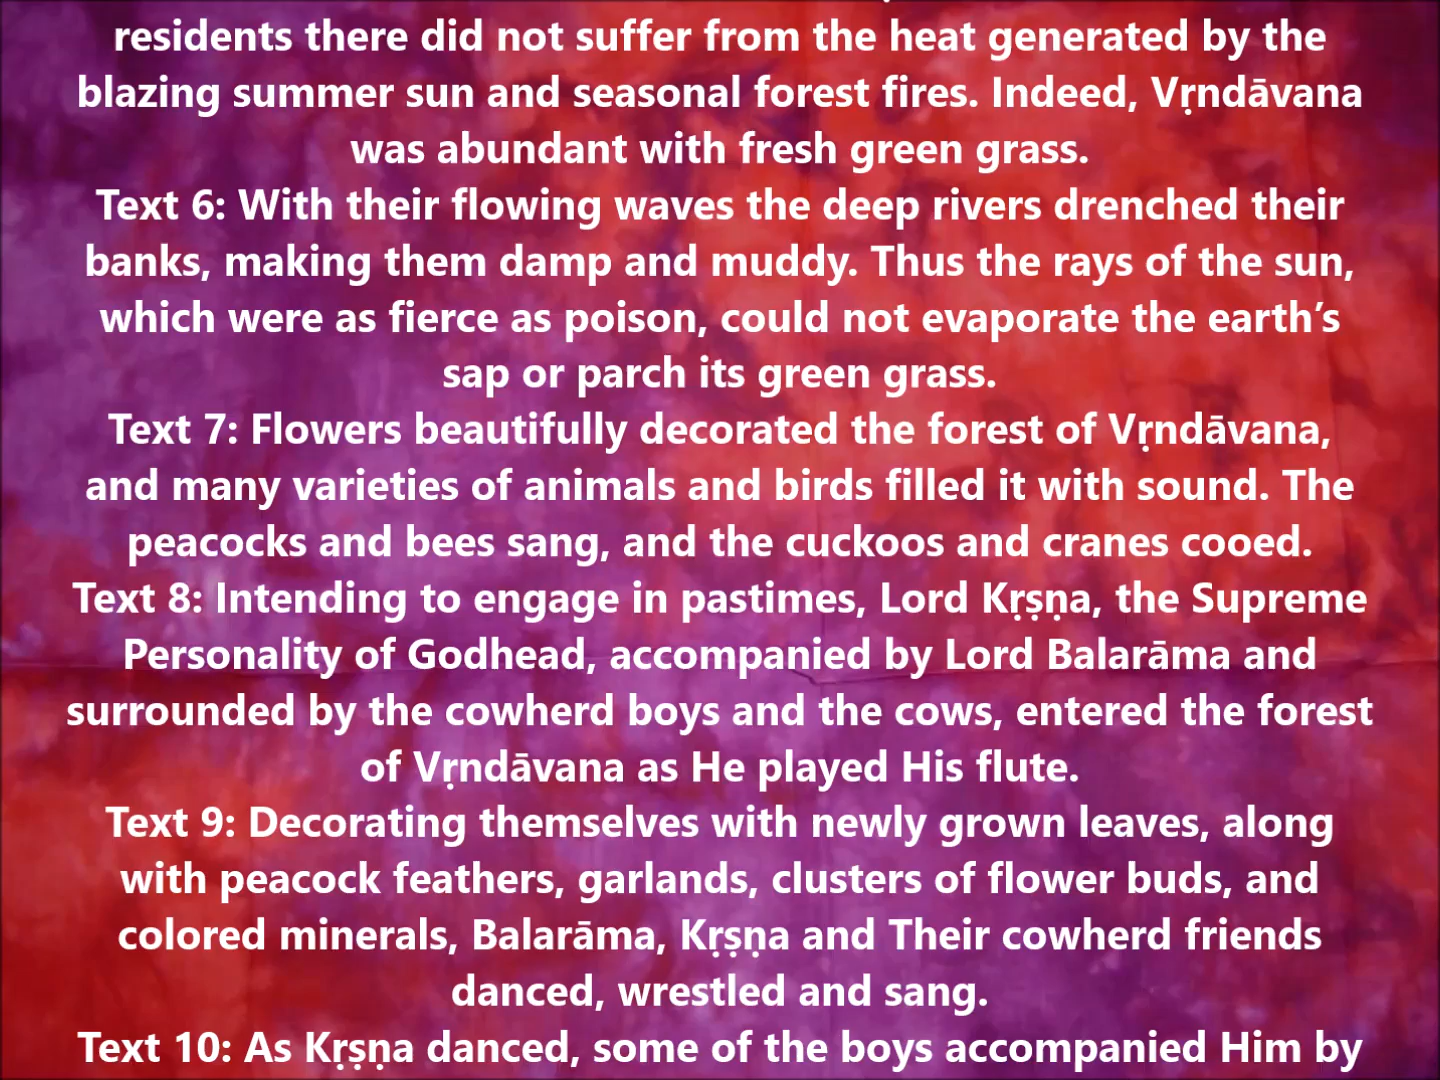 residents there did not suffer from the heat generated by the
blazing summer sun and seasonal forest fires. Indeed, Vṛndāvana
was abundant with fresh green grass.
Text 6: With their flowing waves the deep rivers drenched their
banks, making them damp and muddy. Thus the rays of the sun,
which were as fierce as poison, could not evaporate the earth’s
sap or parch its green grass.
Text 7: Flowers beautifully decorated the forest of Vṛndāvana,
and many varieties of animals and birds filled it with sound. The
peacocks and bees sang, and the cuckoos and cranes cooed.
Text 8: Intending to engage in pastimes, Lord Kṛṣṇa, the Supreme
Personality of Godhead, accompanied by Lord Balarāma and
surrounded by the cowherd boys and the cows, entered the forest
of Vṛndāvana as He played His flute.
Text 9: Decorating themselves with newly grown leaves, along
with peacock feathers, garlands, clusters of flower buds, and
colored minerals, Balarāma, Kṛṣṇa and Their cowherd friends
danced, wrestled and sang.
Text 10: As Kṛṣṇa danced, some of the boys accompanied Him by